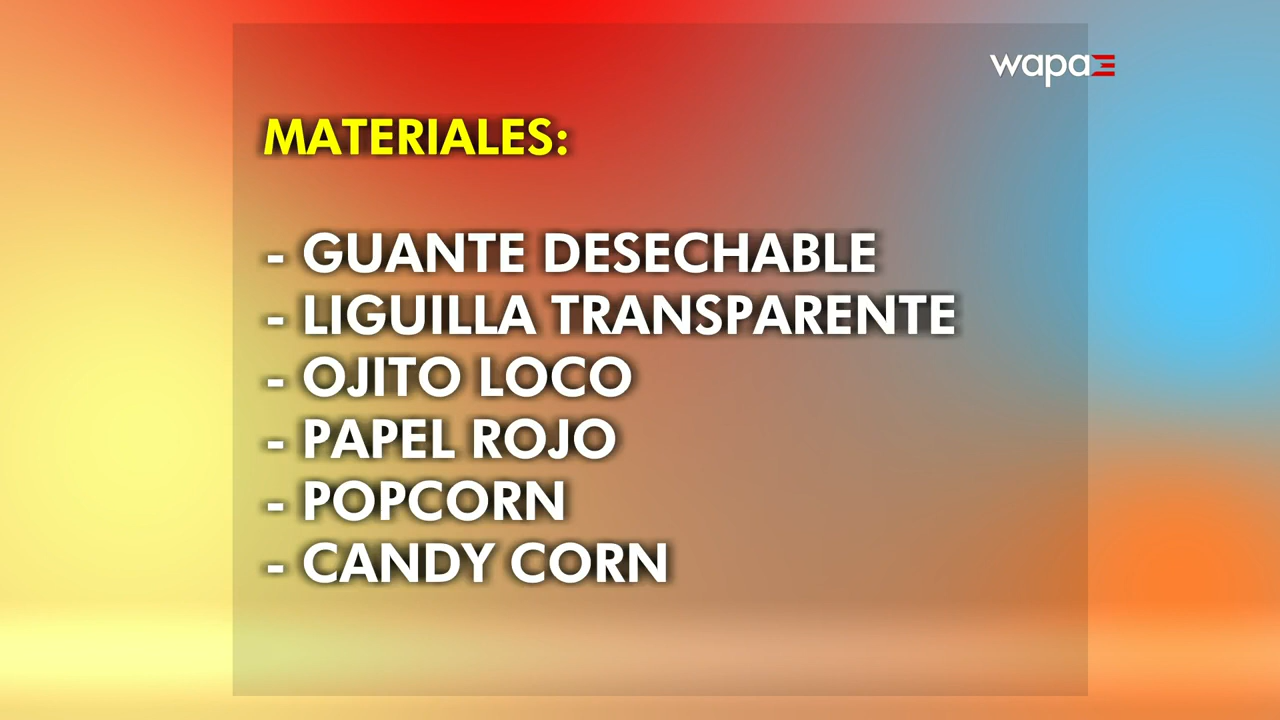 wapa
MATERIALES:
- GUANTE DESECHABLE
- LIGUILLA TRANSPARENTE
- OJITO LOCO
- PAPEL ROJO
- POPCORN
- CANDY CORN